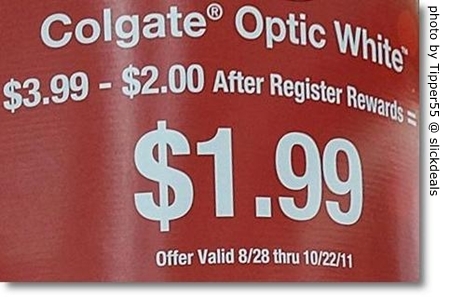 Colgate® Optic White™
$3.99 - $2.00 After Register Rewards =
$1.99
Offer Valid 8/28 thru 10/22/11
photo by Tipper55 @ slickdeals